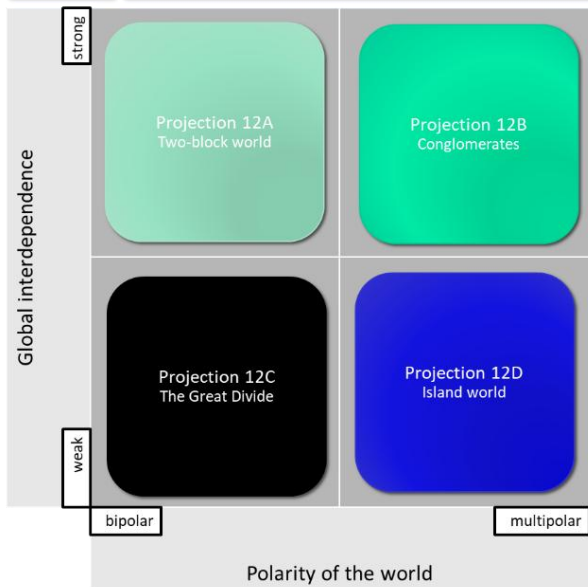 strong
Projection 12A
Two-block world
Projection 12B
Conglomerates
Global interdependence
Projection 12C
The Great Divide
Projection 12D
Island world
weak
bipolar
multipolar
Polarity of the world